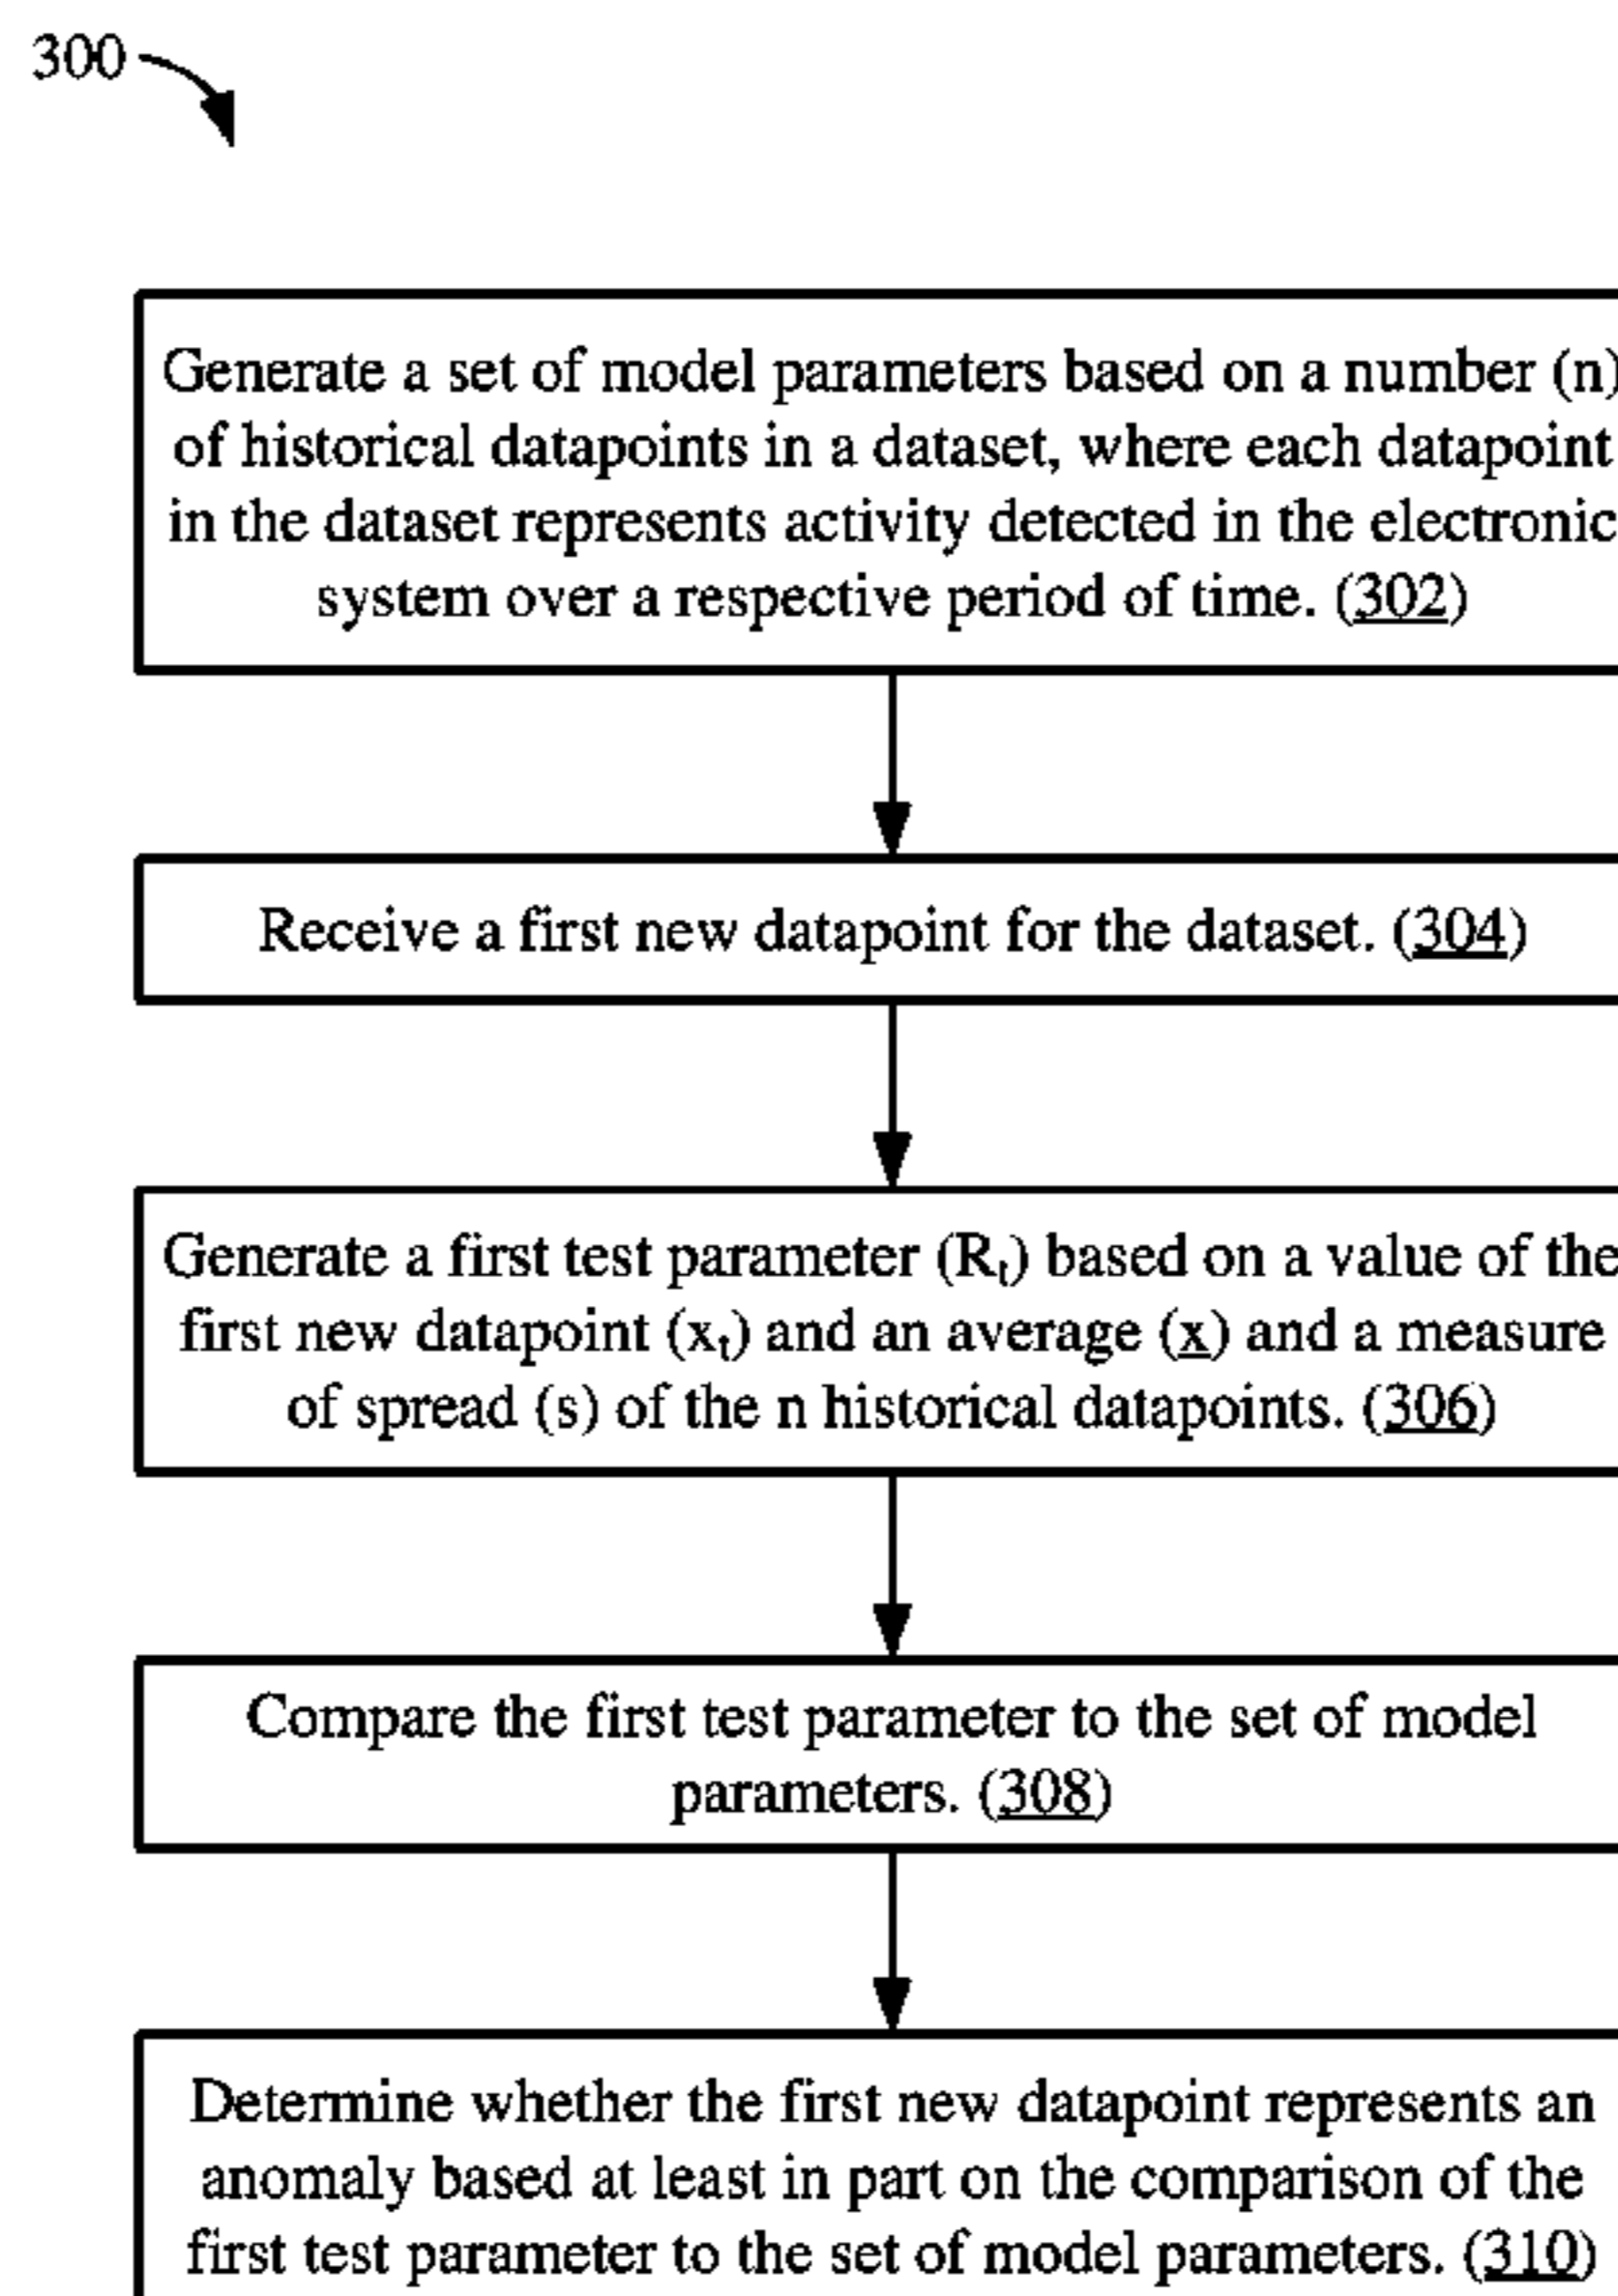 300
Generate a set of model parameters based on a number (n)
of historical datapoints in a dataset, where each datapoint
in the dataset represents activity detected in the electronic
system over a respective period of time. (302)
Receive a first new datapoint for the dataset. (304)
Generate a first test parameter (Rₜ) based on a value of the
first new datapoint (xₜ) and an average (x̲) and a measure
of spread (s) of the n historical datapoints. (306)
Compare the first test parameter to the set of model
parameters. (308)
Determine whether the first new datapoint represents an
anomaly based at least in part on the comparison of the
first test parameter to the set of model parameters. (310)